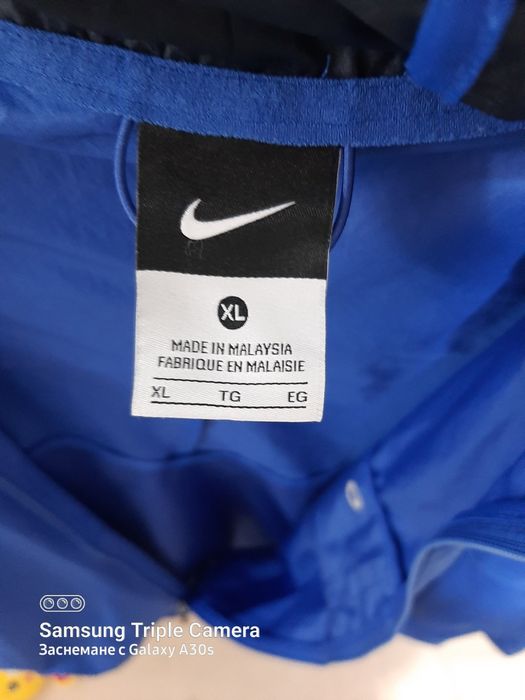 XL
MADE IN MALAYSIA
FABRIQUE EN MALAISIE
XL TG EG
Samsung Triple Camera
Заснемане с Galaxy A30s